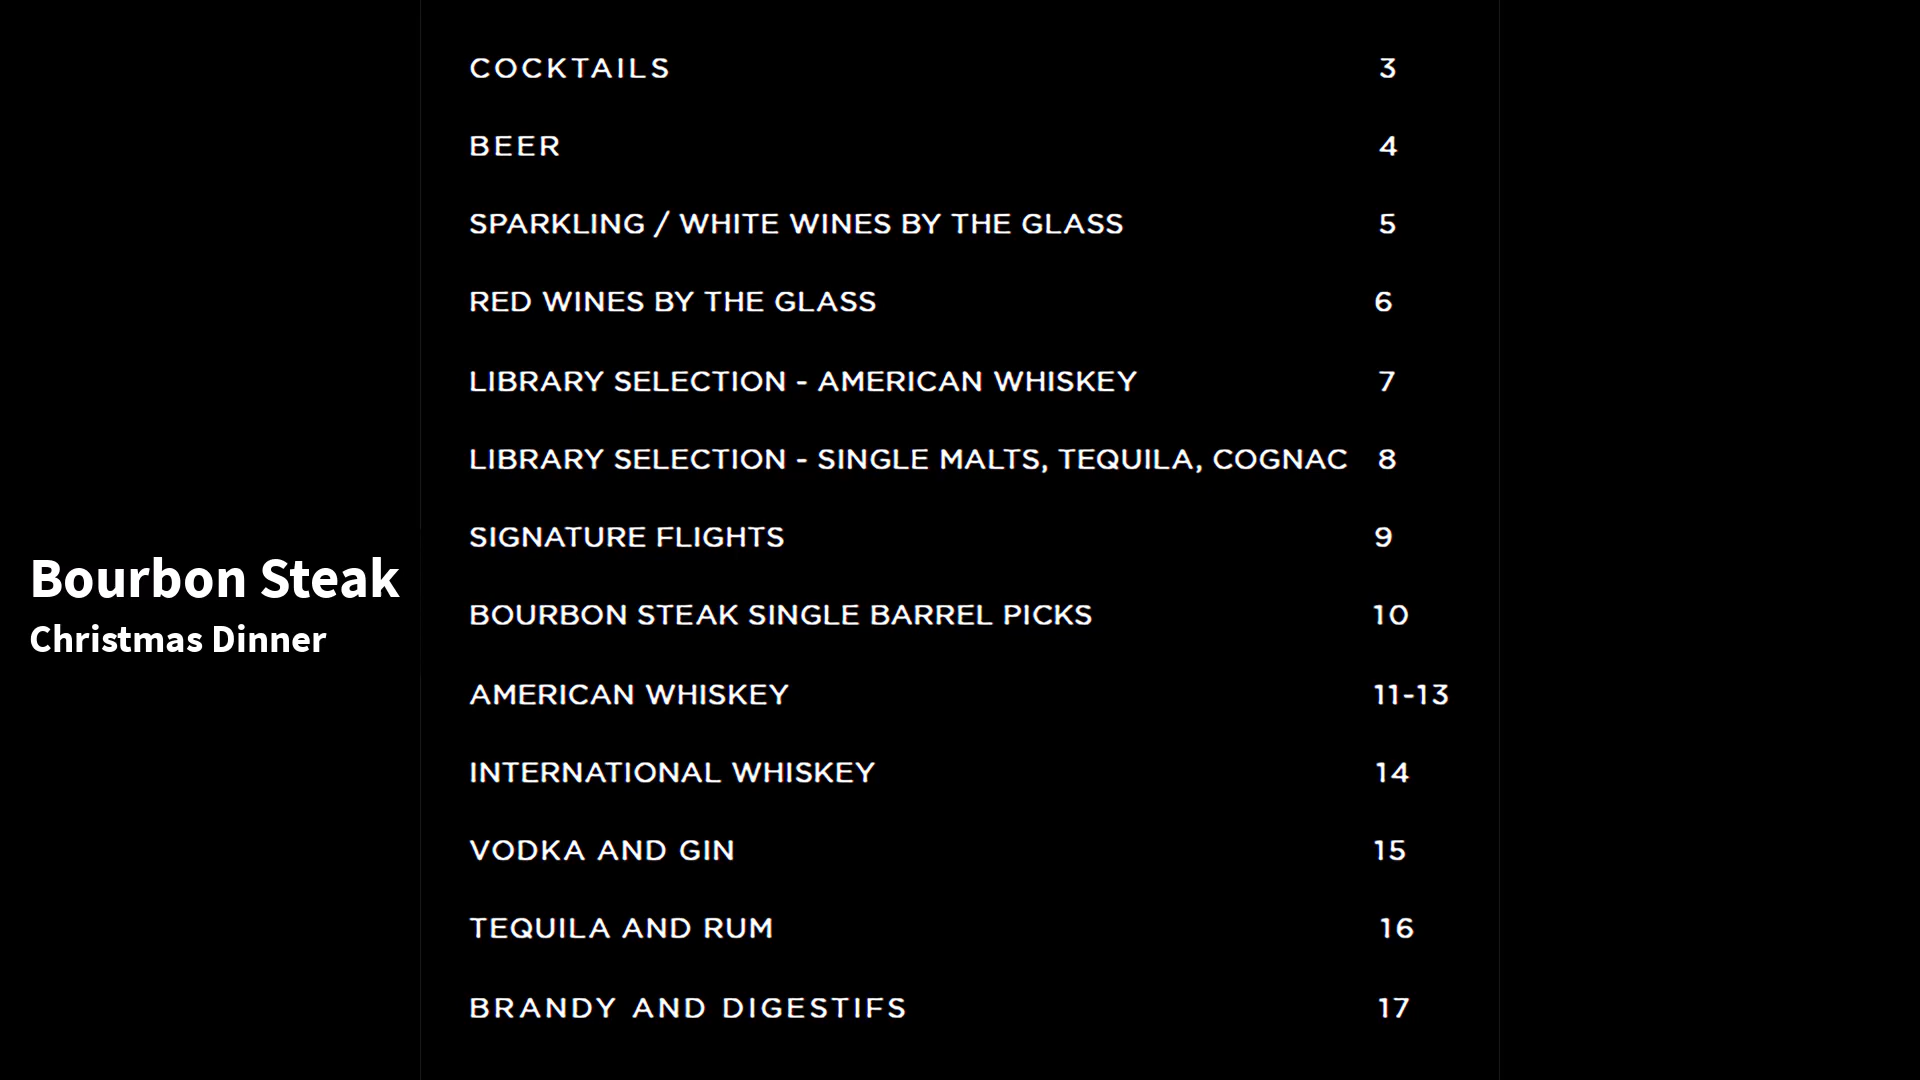 COCKTAILS 3
BEER 4
SPARKLING / WHITE WINES BY THE GLASS 5
RED WINES BY THE GLASS 6
LIBRARY SELECTION - AMERICAN WHISKEY 7
LIBRARY SELECTION - SINGLE MALTS, TEQUILA, COGNAC 8
SIGNATURE FLIGHTS 9
BOURBON STEAK SINGLE BARREL PICKS 10
AMERICAN WHISKEY 11-13
INTERNATIONAL WHISKEY 14
VODKA AND GIN 15
TEQUILA AND RUM 16
BRANDY AND DIGESTIFS 17
Bourbon Steak
Christmas Dinner